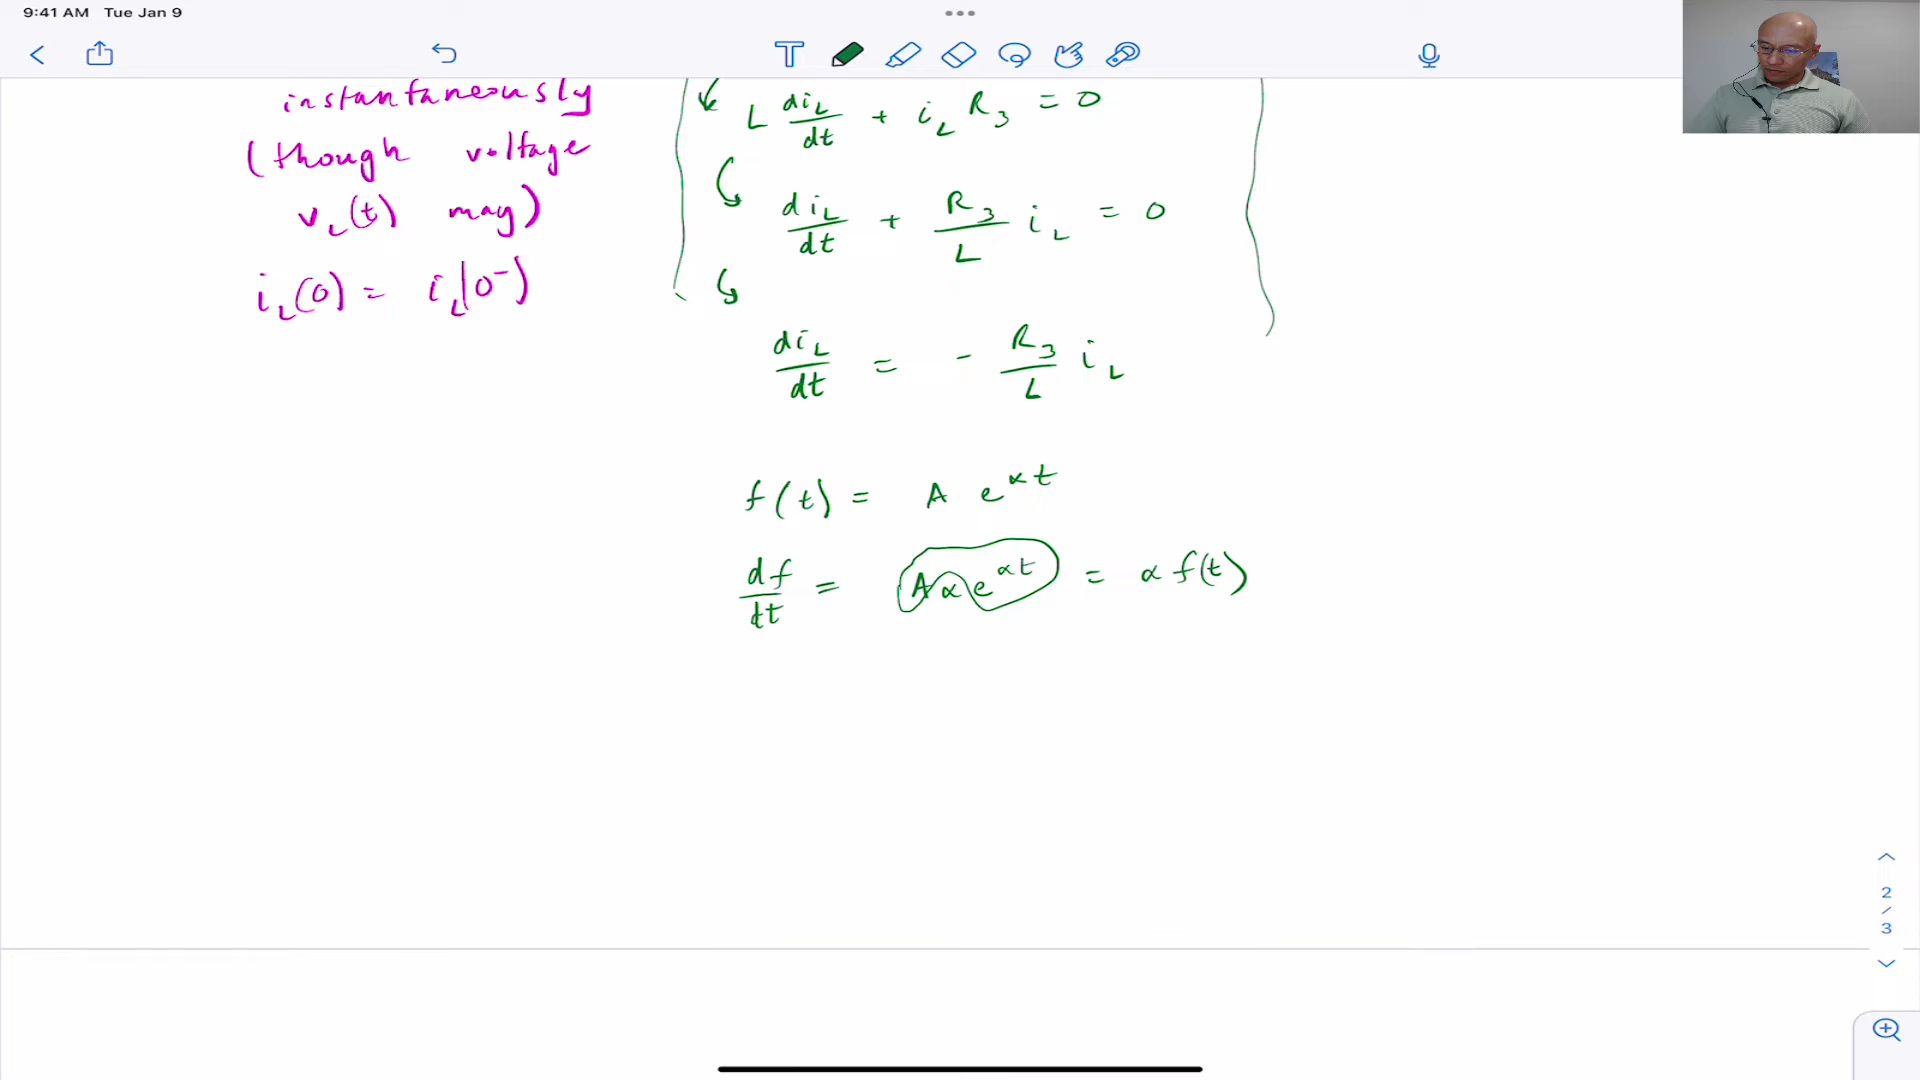 9:41 AM Tue Jan 9
instantaneously
(though voltage
v_L(t) may)
i_L(0) = i_L(0⁻)
L di_L/dt + i_L R_3 = 0
di_L/dt + R_3/L i_L = 0
di_L/dt = - R_3/L i_L
f(t) = A e^{αt}
df/dt = Aαe^{αt} = α f(t)
2
/
3